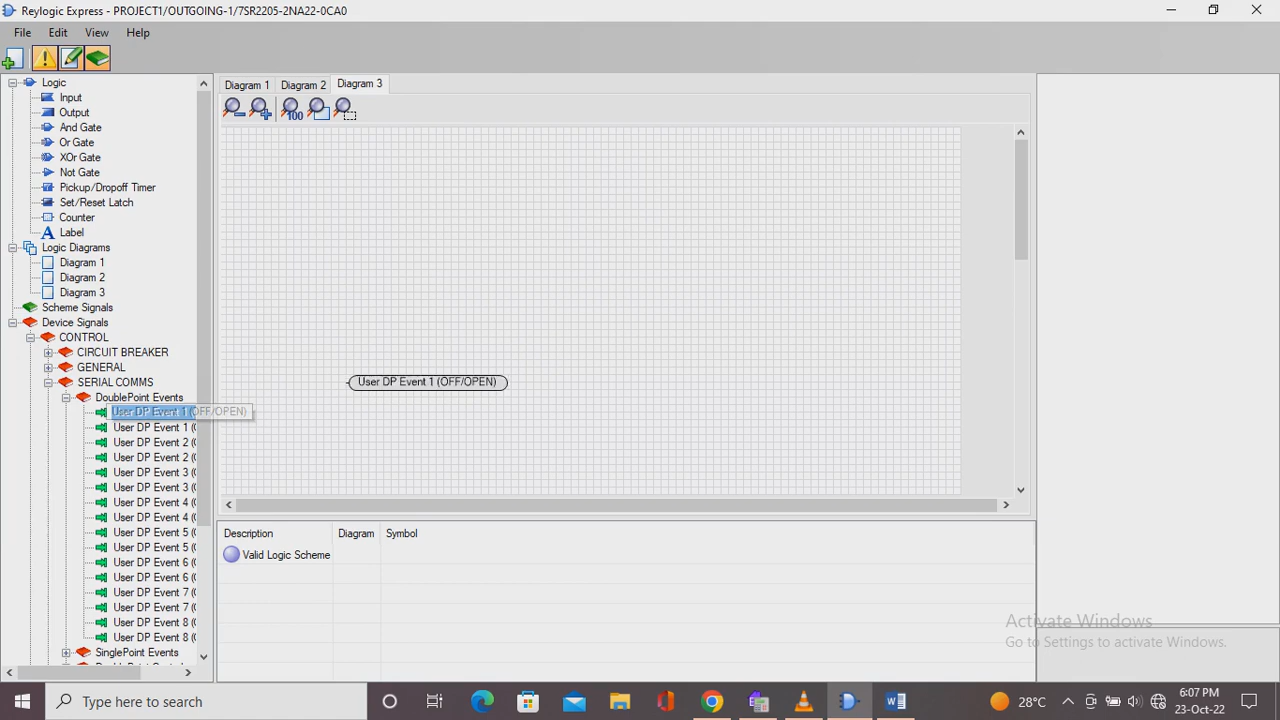 Reylogic Express - PROJECT1/OUTGOING-1/7SR2205-2NA22-0CA0
File Edit View Help
Logic
Input
Output
And Gate
Or Gate
XOr Gate
Not Gate
Pickup/Dropoff Timer
Set/Reset Latch
Counter
A Label
Logic Diagrams
Diagram 1
Diagram 2
Diagram 3
Scheme Signals
Device Signals
CONTROL
CIRCUIT BREAKER
GENERAL
SERIAL COMMS
DoublePoint Events
User DP Event 1 (OFF/OPEN)
User DP Event 1 (
User DP Event 2 (
User DP Event 2 (
User DP Event 3 (
User DP Event 3 (
User DP Event 4 (
User DP Event 4 (
User DP Event 5 (
User DP Event 5 (
User DP Event 6 (
User DP Event 6 (
User DP Event 7 (
User DP Event 7 (
User DP Event 8 (
User DP Event 8 (
SinglePoint Events
Diagram 1 Diagram 2 Diagram 3
100
User DP Event 1 (OFF/OPEN)
Description Diagram Symbol
Valid Logic Scheme
Activate Windows
Go to Settings to activate Windows.
Type here to search
28°C
6:07 PM
23-Oct-22